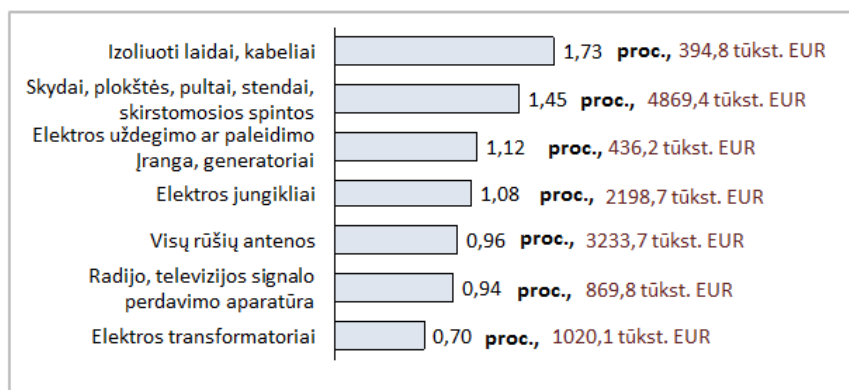 Izoliuoti laidai, kabeliai
1,73 proc., 394,8 tūkst. EUR
Skydai, plokštės, pultai, stendai,
skirstomosios spintos
1,45 proc., 4869,4 tūkst. EUR
Elektros uždegimo ar paleidimo
Įranga, generatoriai
1,12 proc., 436,2 tūkst. EUR
Elektros jungikliai
1,08 proc., 2198,7 tūkst. EUR
Visų rūšių antenos
0,96 proc., 3233,7 tūkst. EUR
Radijo, televizijos signalo
perdavimo aparatūra
0,94 proc., 869,8 tūkst. EUR
Elektros transformatoriai
0,70 proc., 1020,1 tūkst. EUR